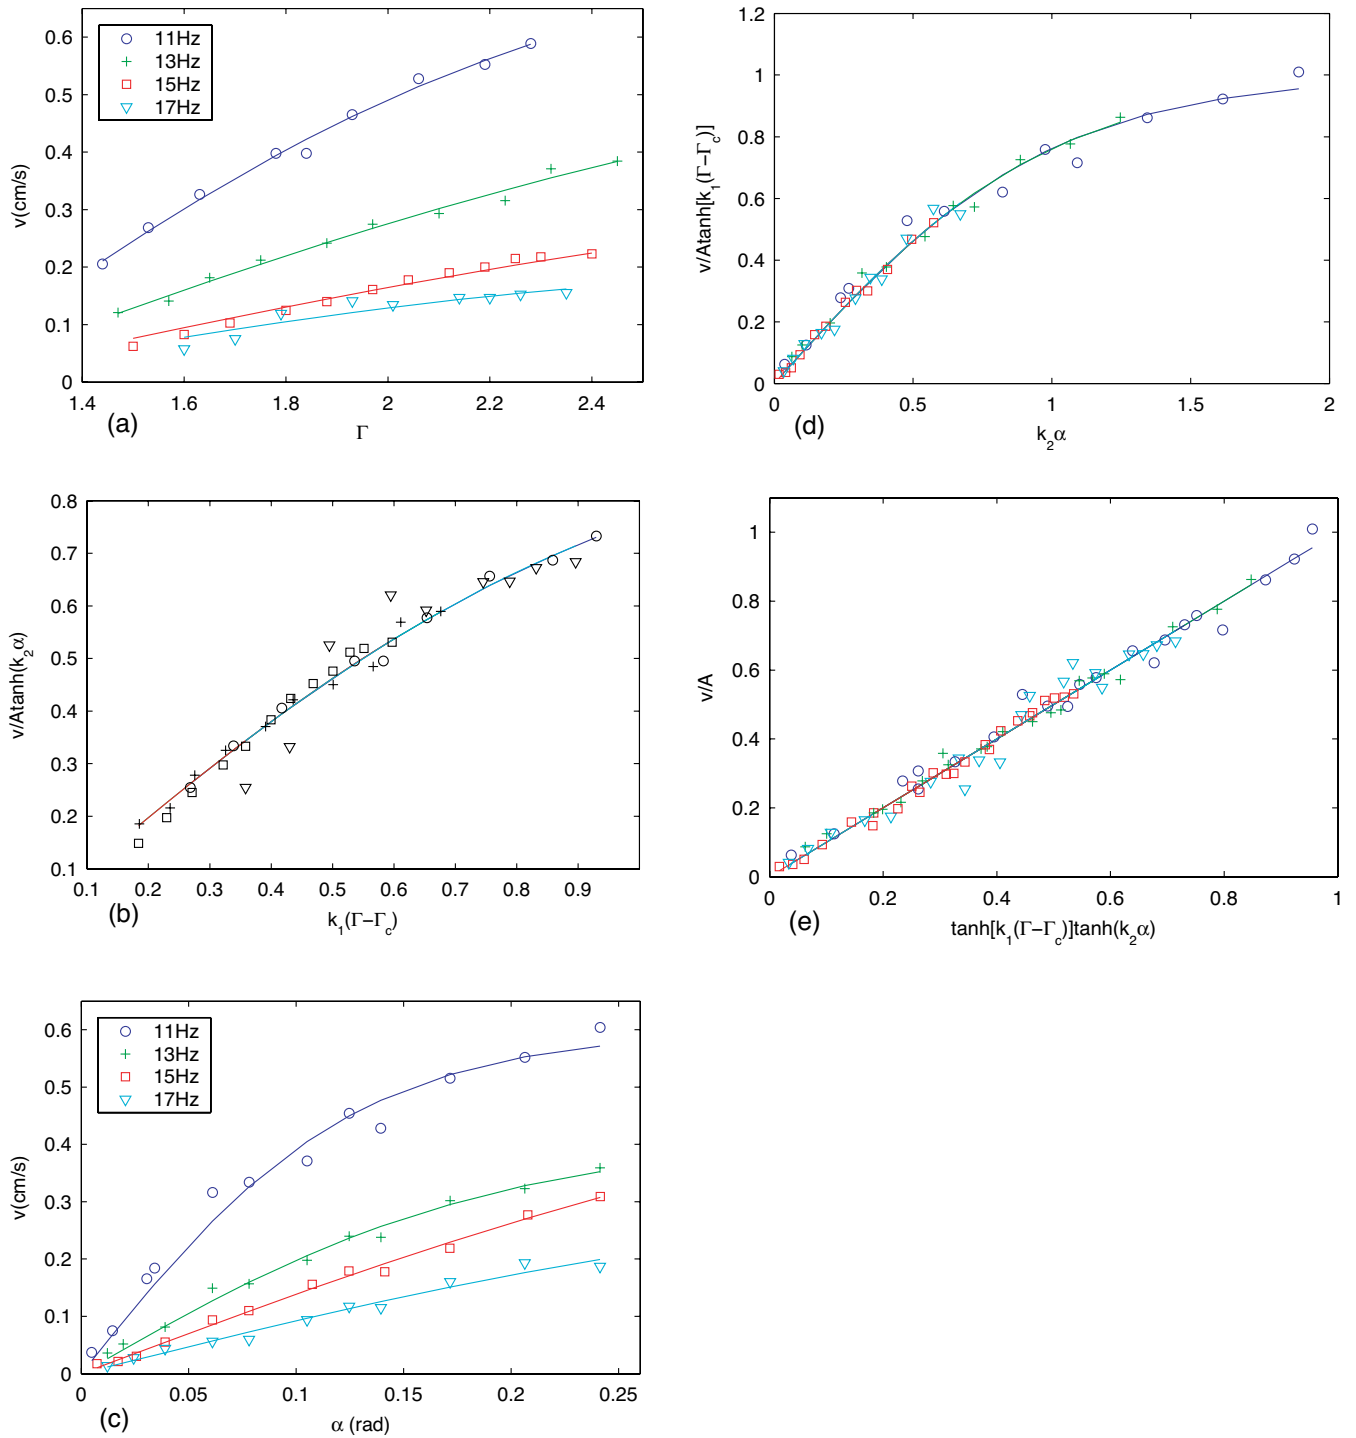 0.6
0.5
0.4
0.3
0.2
0.1
0
v(cm/s)
11Hz
13Hz
15Hz
17Hz
1.4 1.6 1.8 2 2.2 2.4
(a) Γ
1
0.8
0.6
0.4
0.2
0
v/Atanh[k₁(Γ−Γ_c)]
0 0.5 1 1.5 2
(d) k₂α
0.8
0.7
0.6
0.5
0.4
0.3
0.2
0.1
v/Atanh(k₂α)
0.1 0.2 0.3 0.4 0.5 0.6 0.7 0.8 0.9
(b) k₁(Γ−Γ_c)
1
0.8
0.6
0.4
0.2
0
v/A
0 0.2 0.4 0.6 0.8 1
(e) tanh[k₁(Γ−Γ_c)]tanh(k₂α)
0.6
0.5
0.4
0.3
0.2
0.1
0
v(cm/s)
11Hz
13Hz
15Hz
17Hz
0 0.05 0.1 0.15 0.2 0.25
(c) α (rad)